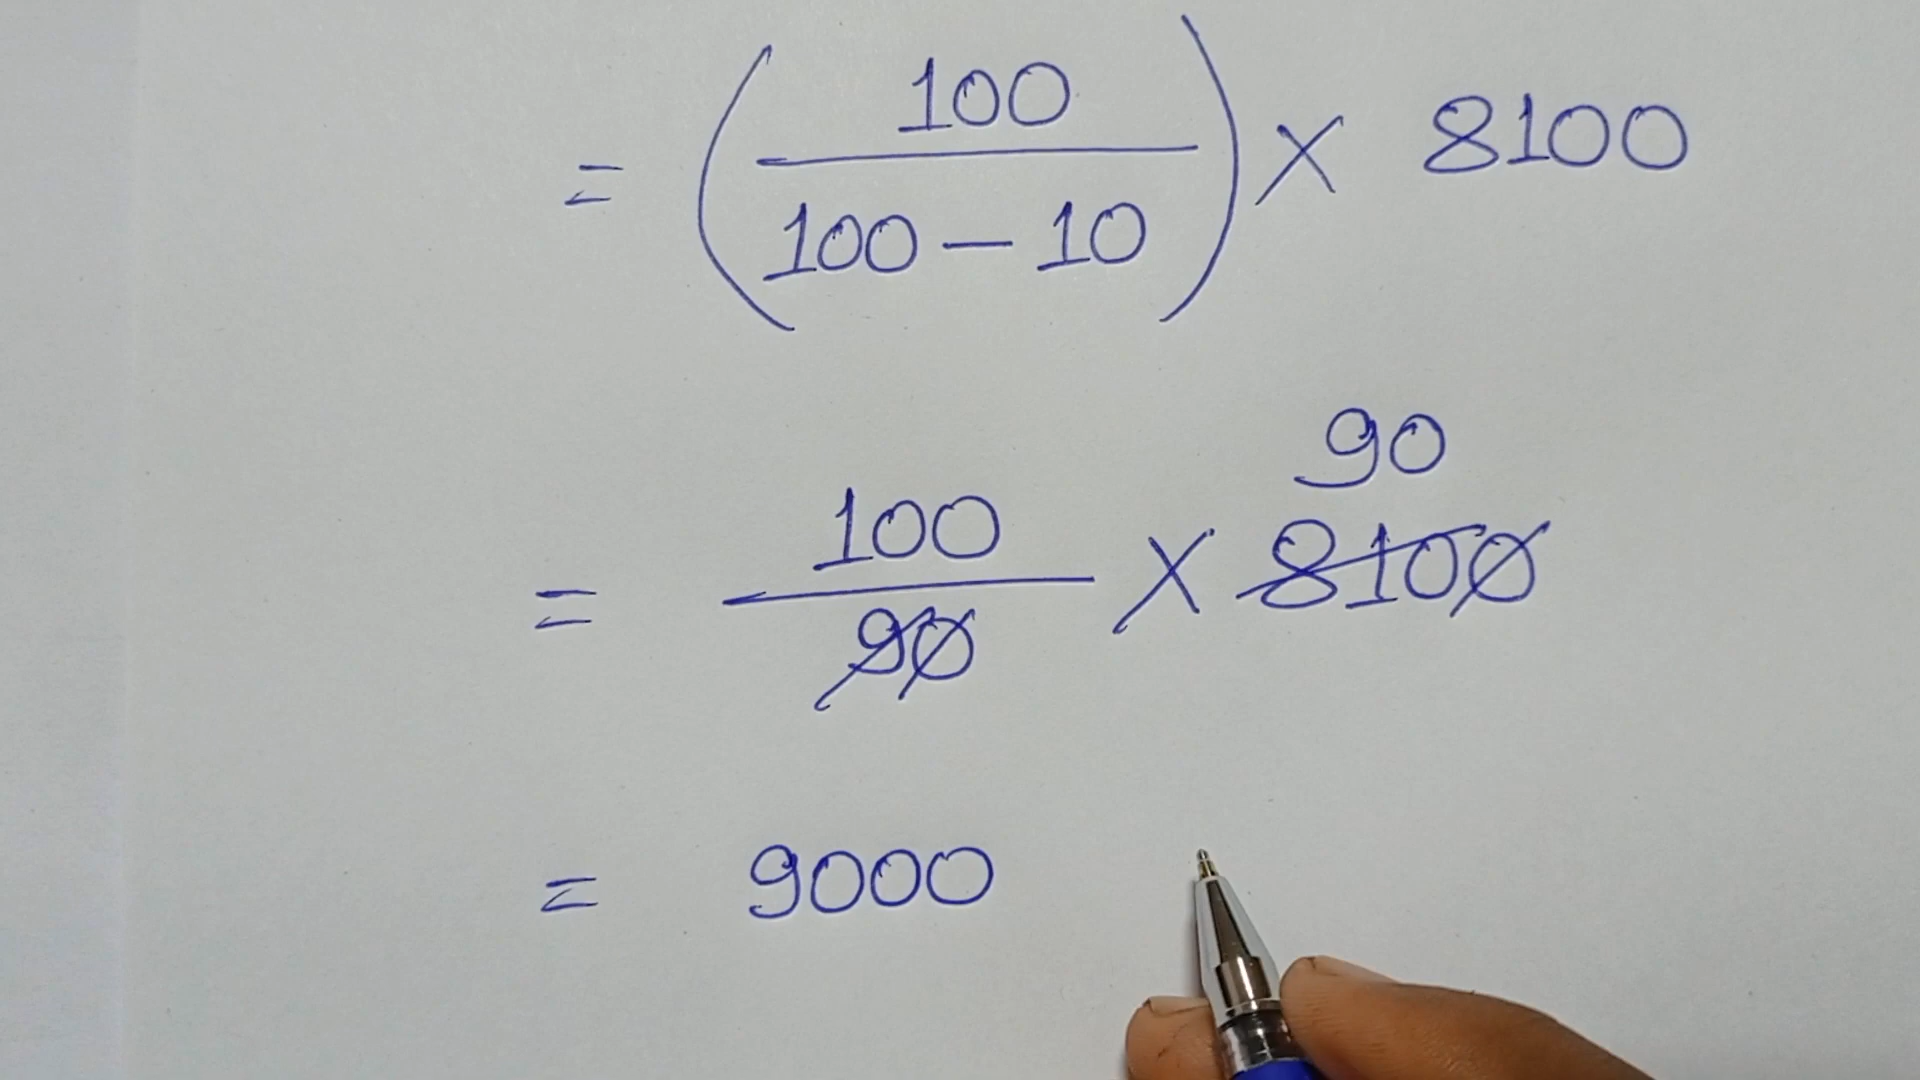 = (100 / 100 - 10) × 8100
90
= 100 / 90 × 8100
= 9000